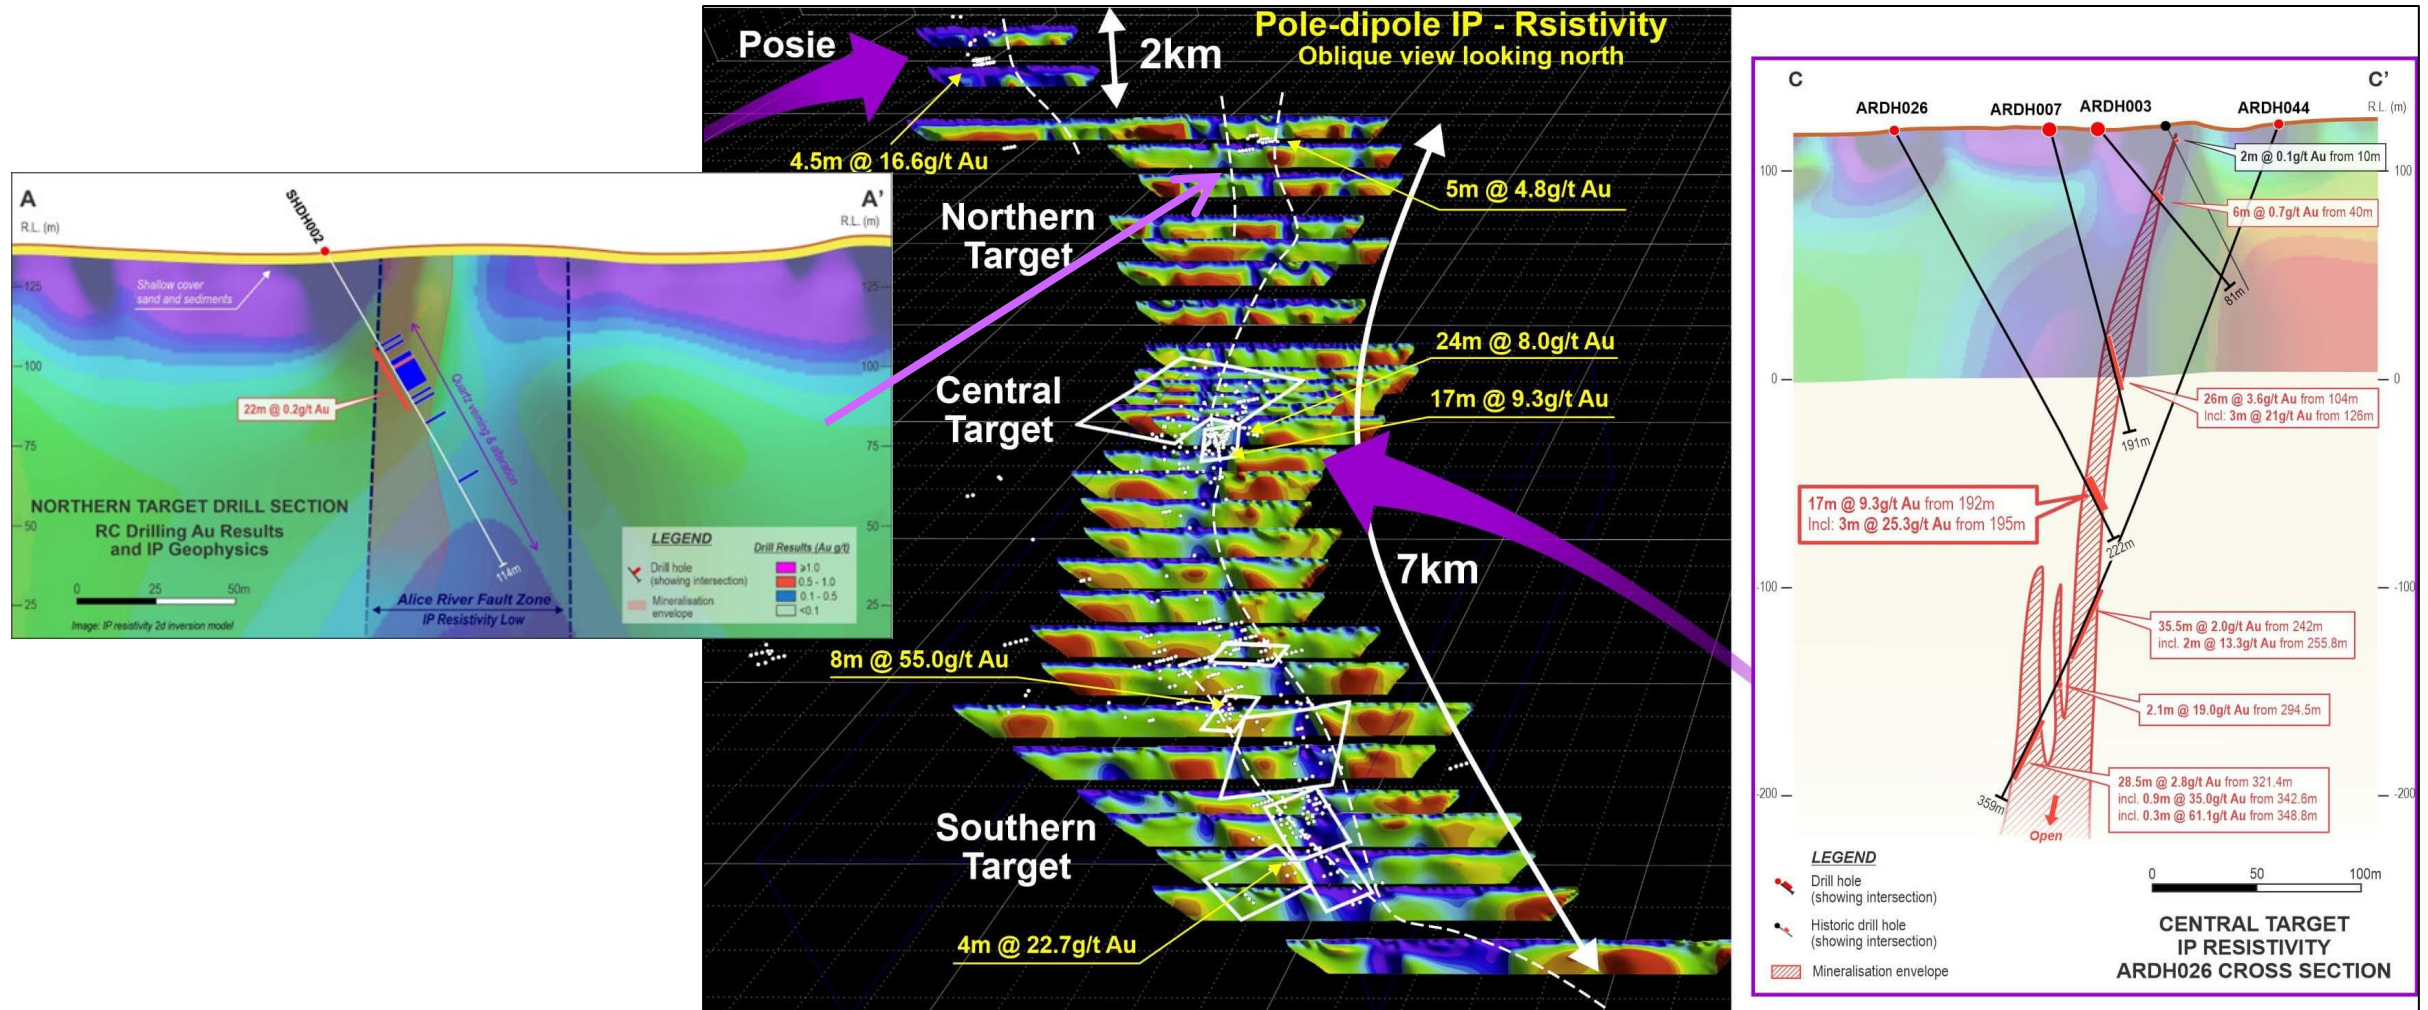 A
A'
R.L. (m)
R.L. (m)
SHDH002
Shallow cover
sand and sediments
125
125
100
100
75
75
50
50
25
25
22m @ 0.2g/t Au
Quartz veining & alteration
114m
NORTHERN TARGET DRILL SECTION
RC Drilling Au Results
and IP Geophysics
0 25 50m
Image: IP resistivity 2d inversion model
Alice River Fault Zone
IP Resistivity Low
LEGEND
Drill hole
(showing intersection)
Mineralisation
envelope
Drill Results (Au g/t)
≥1.0
0.5 - 1.0
0.1 - 0.5
<0.1
Pole-dipole IP - Rsistivity
Oblique view looking north
Posie
2km
4.5m @ 16.6g/t Au
5m @ 4.8g/t Au
Northern
Target
24m @ 8.0g/t Au
Central
Target
17m @ 9.3g/t Au
7km
8m @ 55.0g/t Au
Southern
Target
4m @ 22.7g/t Au
C
C'
ARDH026
ARDH007
ARDH003
ARDH044
R.L. (m)
100
100
0
0
-100
-100
-200
-200
2m @ 0.1g/t Au from 10m
6m @ 0.7g/t Au from 40m
81m
26m @ 3.6g/t Au from 104m
Incl: 3m @ 21g/t Au from 126m
191m
17m @ 9.3g/t Au from 192m
Incl: 3m @ 25.3g/t Au from 195m
222m
35.5m @ 2.0g/t Au from 242m
incl. 2m @ 13.3g/t Au from 255.8m
2.1m @ 19.0g/t Au from 294.5m
28.5m @ 2.8g/t Au from 321.4m
incl. 0.9m @ 35.0g/t Au from 342.6m
incl. 0.3m @ 61.1g/t Au from 348.8m
359m
Open
LEGEND
Drill hole
(showing intersection)
Historic drill hole
(showing intersection)
Mineralisation envelope
0 50 100m
CENTRAL TARGET
IP RESISTIVITY
ARDH026 CROSS SECTION